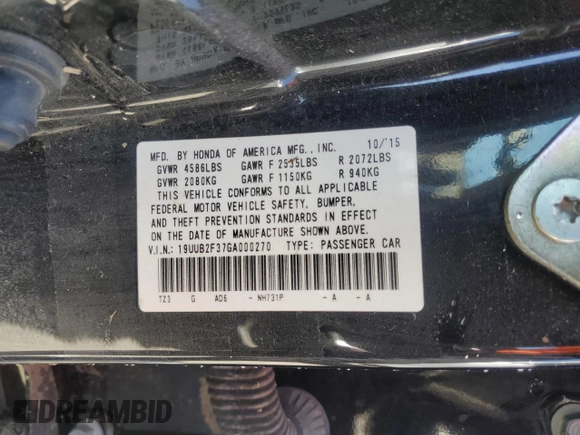 MFD. BY HONDA OF AMERICA MFG., INC. 10/'15
GVWR 4586LBS GAWR F 2535LBS R 2072LBS
GVWR 2080KG GAWR F 1150KG R 940KG
THIS VEHICLE CONFORMS TO ALL APPLICABLE
FEDERAL MOTOR VEHICLE SAFETY, BUMPER,
AND THEFT PREVENTION STANDARDS IN EFFECT
ON THE DATE OF MANUFACTURE SHOWN ABOVE.
V.I.N.: 19UUB2F37GA000270 TYPE: PASSENGER CAR
TZ3 G AD6 - NH731P - A - A
DREAMBID